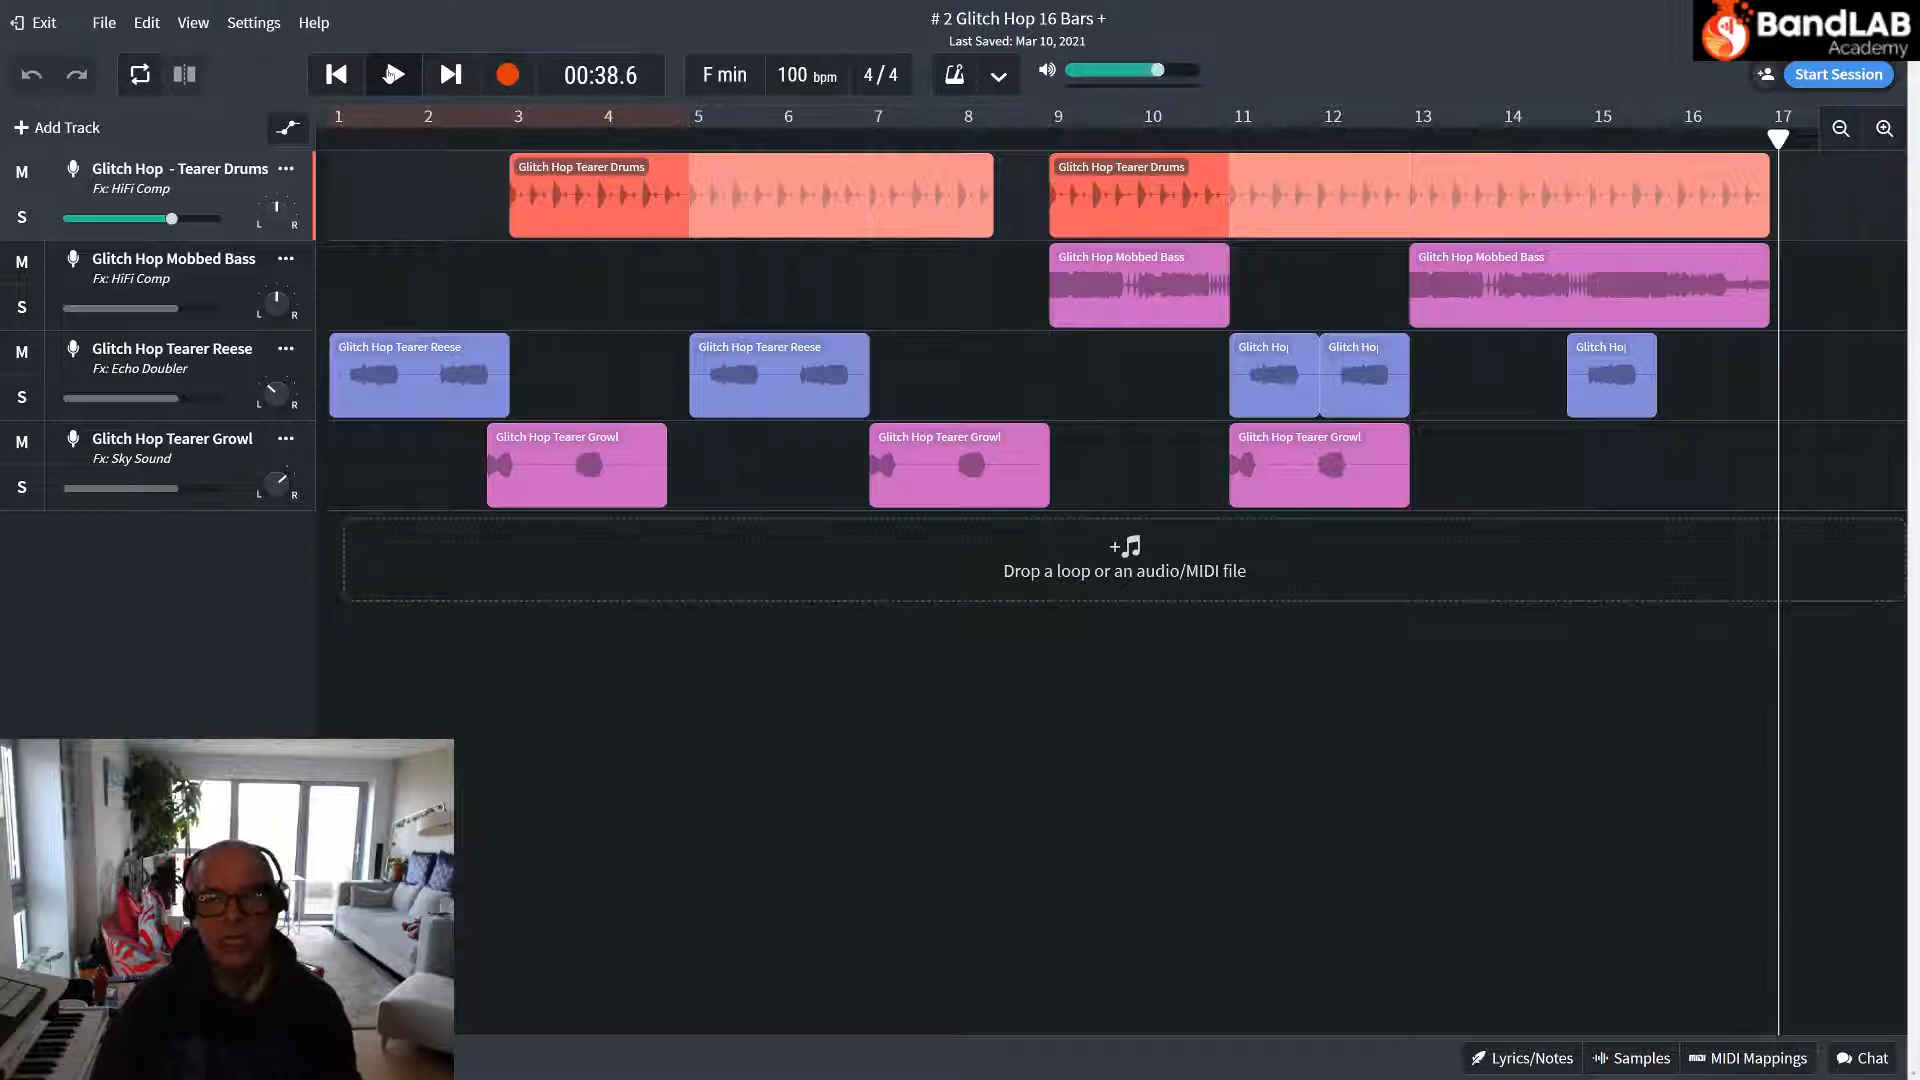 Exit File Edit View Settings Help
# 2 Glitch Hop 16 Bars +
Last Saved: Mar 10, 2021
BandLAB
Academy
00:38.6 F min 100 bpm 4 / 4
Start Session
+ Add Track
1 2 3 4 5 6 7 8 9 10 11 12 13 14 15 16 17
M Glitch Hop - Tearer Drums
Fx: HiFi Comp
S L R
Glitch Hop Tearer Drums
Glitch Hop Tearer Drums
M Glitch Hop Mobbed Bass
Fx: HiFi Comp
S L R
Glitch Hop Mobbed Bass
Glitch Hop Mobbed Bass
M Glitch Hop Tearer Reese
Fx: Echo Doubler
S L R
Glitch Hop Tearer Reese
Glitch Hop Tearer Reese
Glitch Ho
Glitch Ho
Glitch Ho
M Glitch Hop Tearer Growl
Fx: Sky Sound
S L R
Glitch Hop Tearer Growl
Glitch Hop Tearer Growl
Glitch Hop Tearer Growl
Drop a loop or an audio/MIDI file
Lyrics/Notes Samples MIDI Mappings Chat